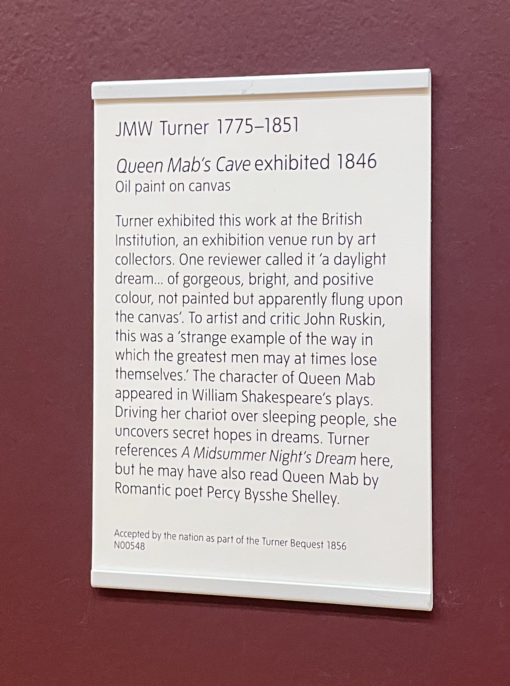 JMW Turner 1775–1851
Queen Mab's Cave exhibited 1846
Oil paint on canvas
Turner exhibited this work at the British
Institution, an exhibition venue run by art
collectors. One reviewer called it 'a daylight
dream... of gorgeous, bright, and positive
colour, not painted but apparently flung upon
the canvas'. To artist and critic John Ruskin,
this was a 'strange example of the way in
which the greatest men may at times lose
themselves.' The character of Queen Mab
appeared in William Shakespeare's plays.
Driving her chariot over sleeping people, she
uncovers secret hopes in dreams. Turner
references A Midsummer Night's Dream here,
but he may have also read Queen Mab by
Romantic poet Percy Bysshe Shelley.
Accepted by the nation as part of the Turner Bequest 1856
N00548